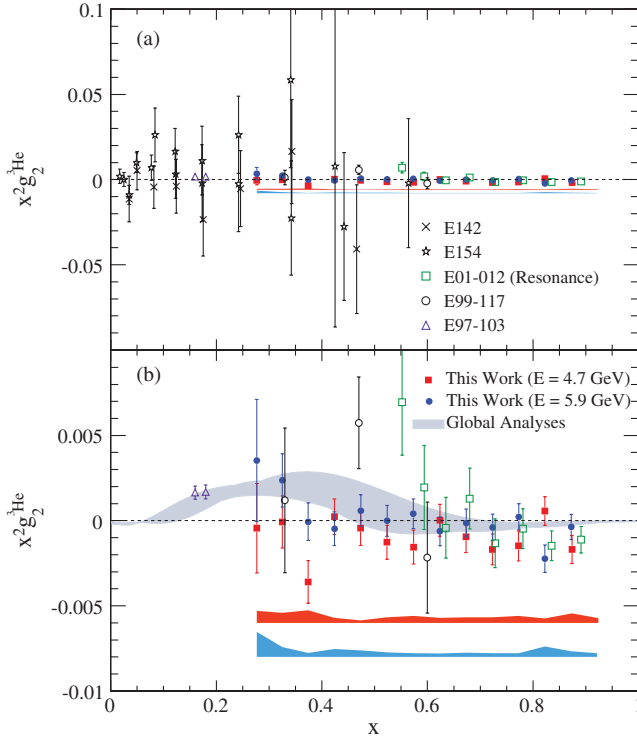 0.1
(a)
0.05
x²g₂³He
0
-0.05
E142
E154
E01-012 (Resonance)
E99-117
E97-103
(b)
This Work (E = 4.7 GeV)
This Work (E = 5.9 GeV)
Global Analyses
0.005
x²g₂³He
0
-0.005
-0.01
0 0.2 0.4 0.6 0.8 1
x